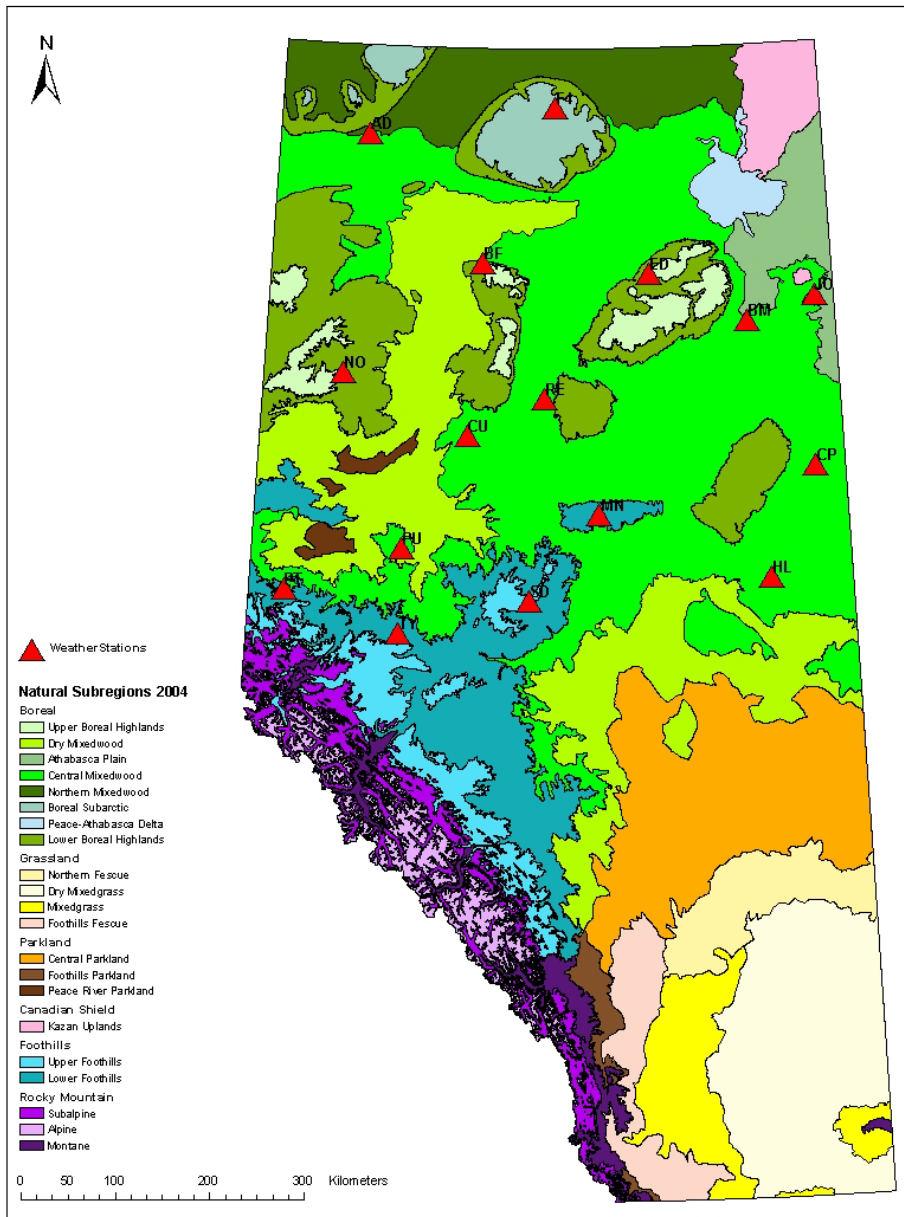 N
F4
AD
BF
ED
JO
BM
NO
CU
CP
MN
PU
HL
SD
WeatherStations
Natural Subregions 2004
Boreal
Upper Boreal Highlands
Dry Mixedwood
Athabasca Plain
Central Mixedwood
Northern Mixedwood
Boreal Subarctic
Peace-Athabasca Delta
Lower Boreal Highlands
Grassland
Northern Fescue
Dry Mixedgrass
Mixedgrass
Foothills Fescue
Parkland
Central Parkland
Foothills Parkland
Peace River Parkland
Canadian Shield
Kazan Uplands
Foothills
Upper Foothills
Lower Foothills
Rocky Mountain
Subalpine
Alpine
Montane
0 50 100 200 300 Kilometers